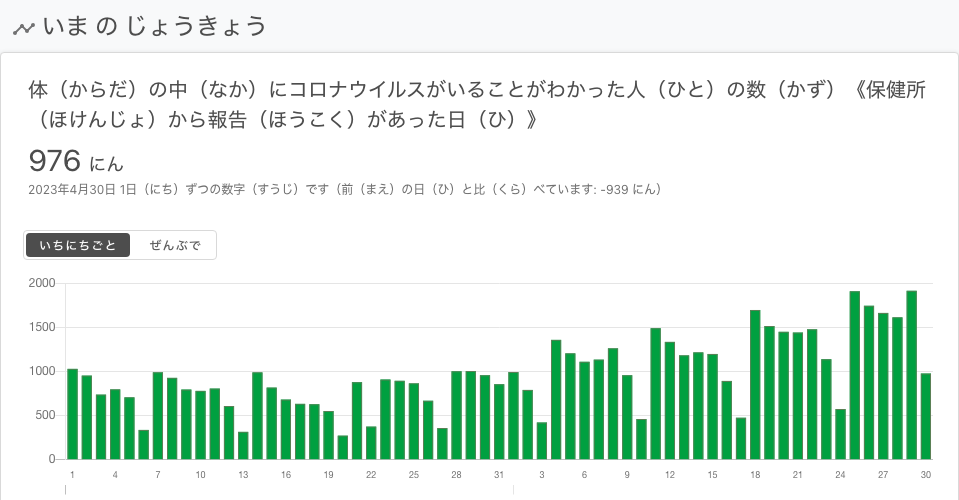 いまのじょうきょう
体（からだ）の中（なか）にコロナウイルスがいることがわかった人（ひと）の数（かず）《保健所
（ほけんじょ）から報告（ほうこく）があった日（ひ）》
976 にん
2023年4月30日 1日（にち）ずつの数字（すうじ）です（前（まえ）の日（ひ）と比（くら）べています: -939 にん）
いちにちごと ぜんぶで
2000
1500
1000
500
0
1 4 7 10 13 16 19 22 25 28 31 3 6 9 12 15 18 21 24 27 30